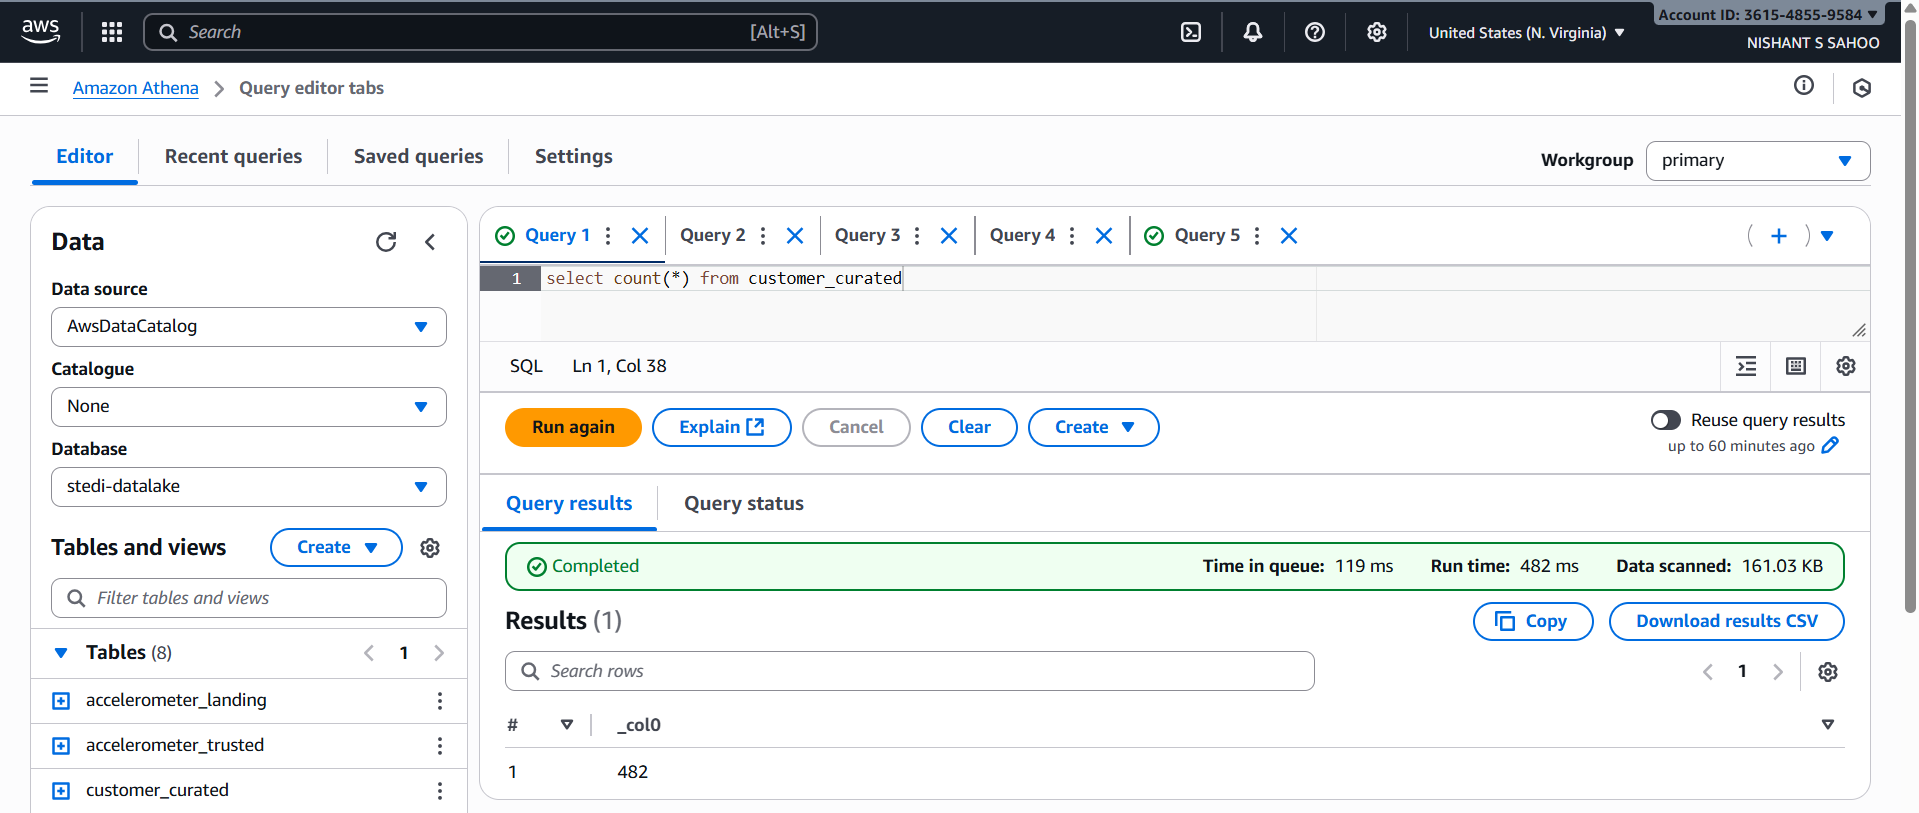 aws
Search [Alt+S]
United States (N. Virginia)
Account ID: 3615-4855-9584
NISHANT S SAHOO
Amazon Athena
Query editor tabs
Editor
Recent queries
Saved queries
Settings
Workgroup
primary
Data
Data source
AwsDataCatalog
Catalogue
None
Database
stedi-datalake
Tables and views
Create
Filter tables and views
Tables (8)
1
accelerometer_landing
accelerometer_trusted
customer_curated
Query 1
Query 2
Query 3
Query 4
Query 5
1 select count(*) from customer_curated
SQL Ln 1, Col 38
Run again
Explain
Cancel
Clear
Create
Reuse query results
up to 60 minutes ago
Query results
Query status
Completed
Time in queue: 119 ms
Run time: 482 ms
Data scanned: 161.03 KB
Results (1)
Copy
Download results CSV
Search rows
1
# _col0
1 482